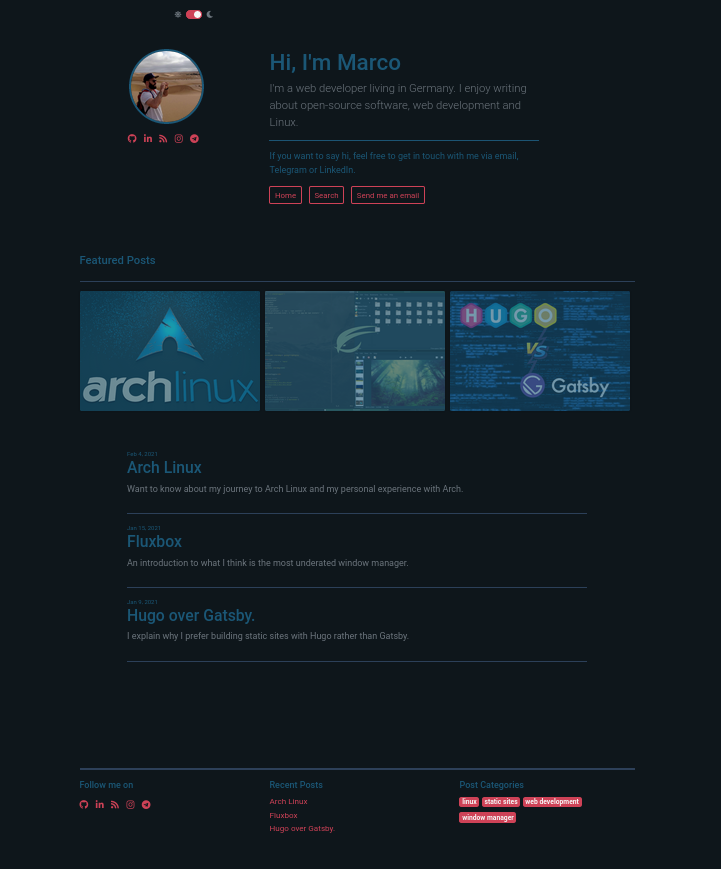 Hi, I'm Marco
I'm a web developer living in Germany. I enjoy writing
about open-source software, web development and
Linux.
If you want to say hi, feel free to get in touch with me via email,
Telegram or LinkedIn.
Home Search Send me an email
Featured Posts
archlinux
HUGO
VS
Gatsby
Feb 4, 2021
Arch Linux
Want to know about my journey to Arch Linux and my personal experience with Arch.
Jan 15, 2021
Fluxbox
An introduction to what I think is the most underated window manager.
Jan 5, 2021
Hugo over Gatsby.
I explain why I prefer building static sites with Hugo rather than Gatsby.
Follow me on
Recent Posts
Arch Linux
Fluxbox
Hugo over Gatsby.
Post Categories
linux static sites web development
window manager